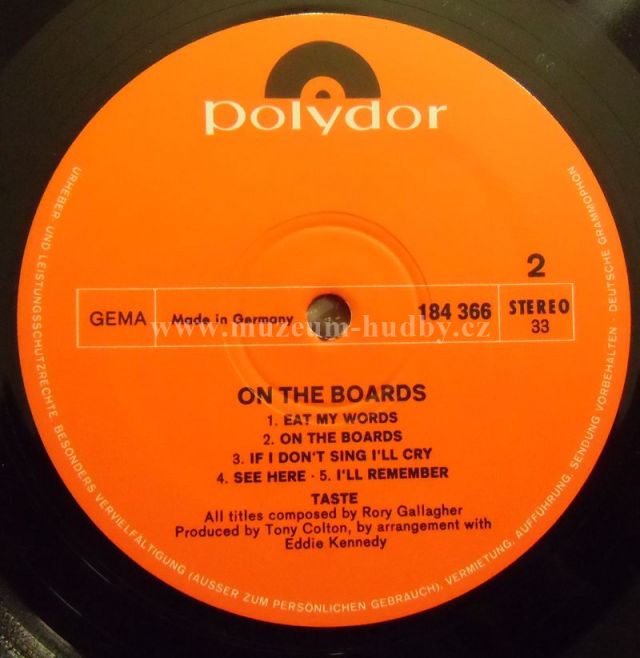 polydor
2
GEMA
Made in Germany
184 366
STEREO
33
www.muzeum-hudby.cz
ON THE BOARDS
1. EAT MY WORDS
2. ON THE BOARDS
3. IF I DON'T SING I'LL CRY
4. SEE HERE · 5. I'LL REMEMBER
TASTE
All titles composed by Rory Gallagher
Produced by Tony Colton, by arrangement with
Eddie Kennedy
URHEBER- UND LEISTUNGSSCHUTZRECHTE, BESONDERS VERVIELFÄLTIGUNG (AUSSER ZUM PERSÖNLICHEN GEBRAUCH), VERMIETUNG, AUFFÜHRUNG, SENDUNG VORBEHALTEN · DEUTSCHE GRAMMOPHON